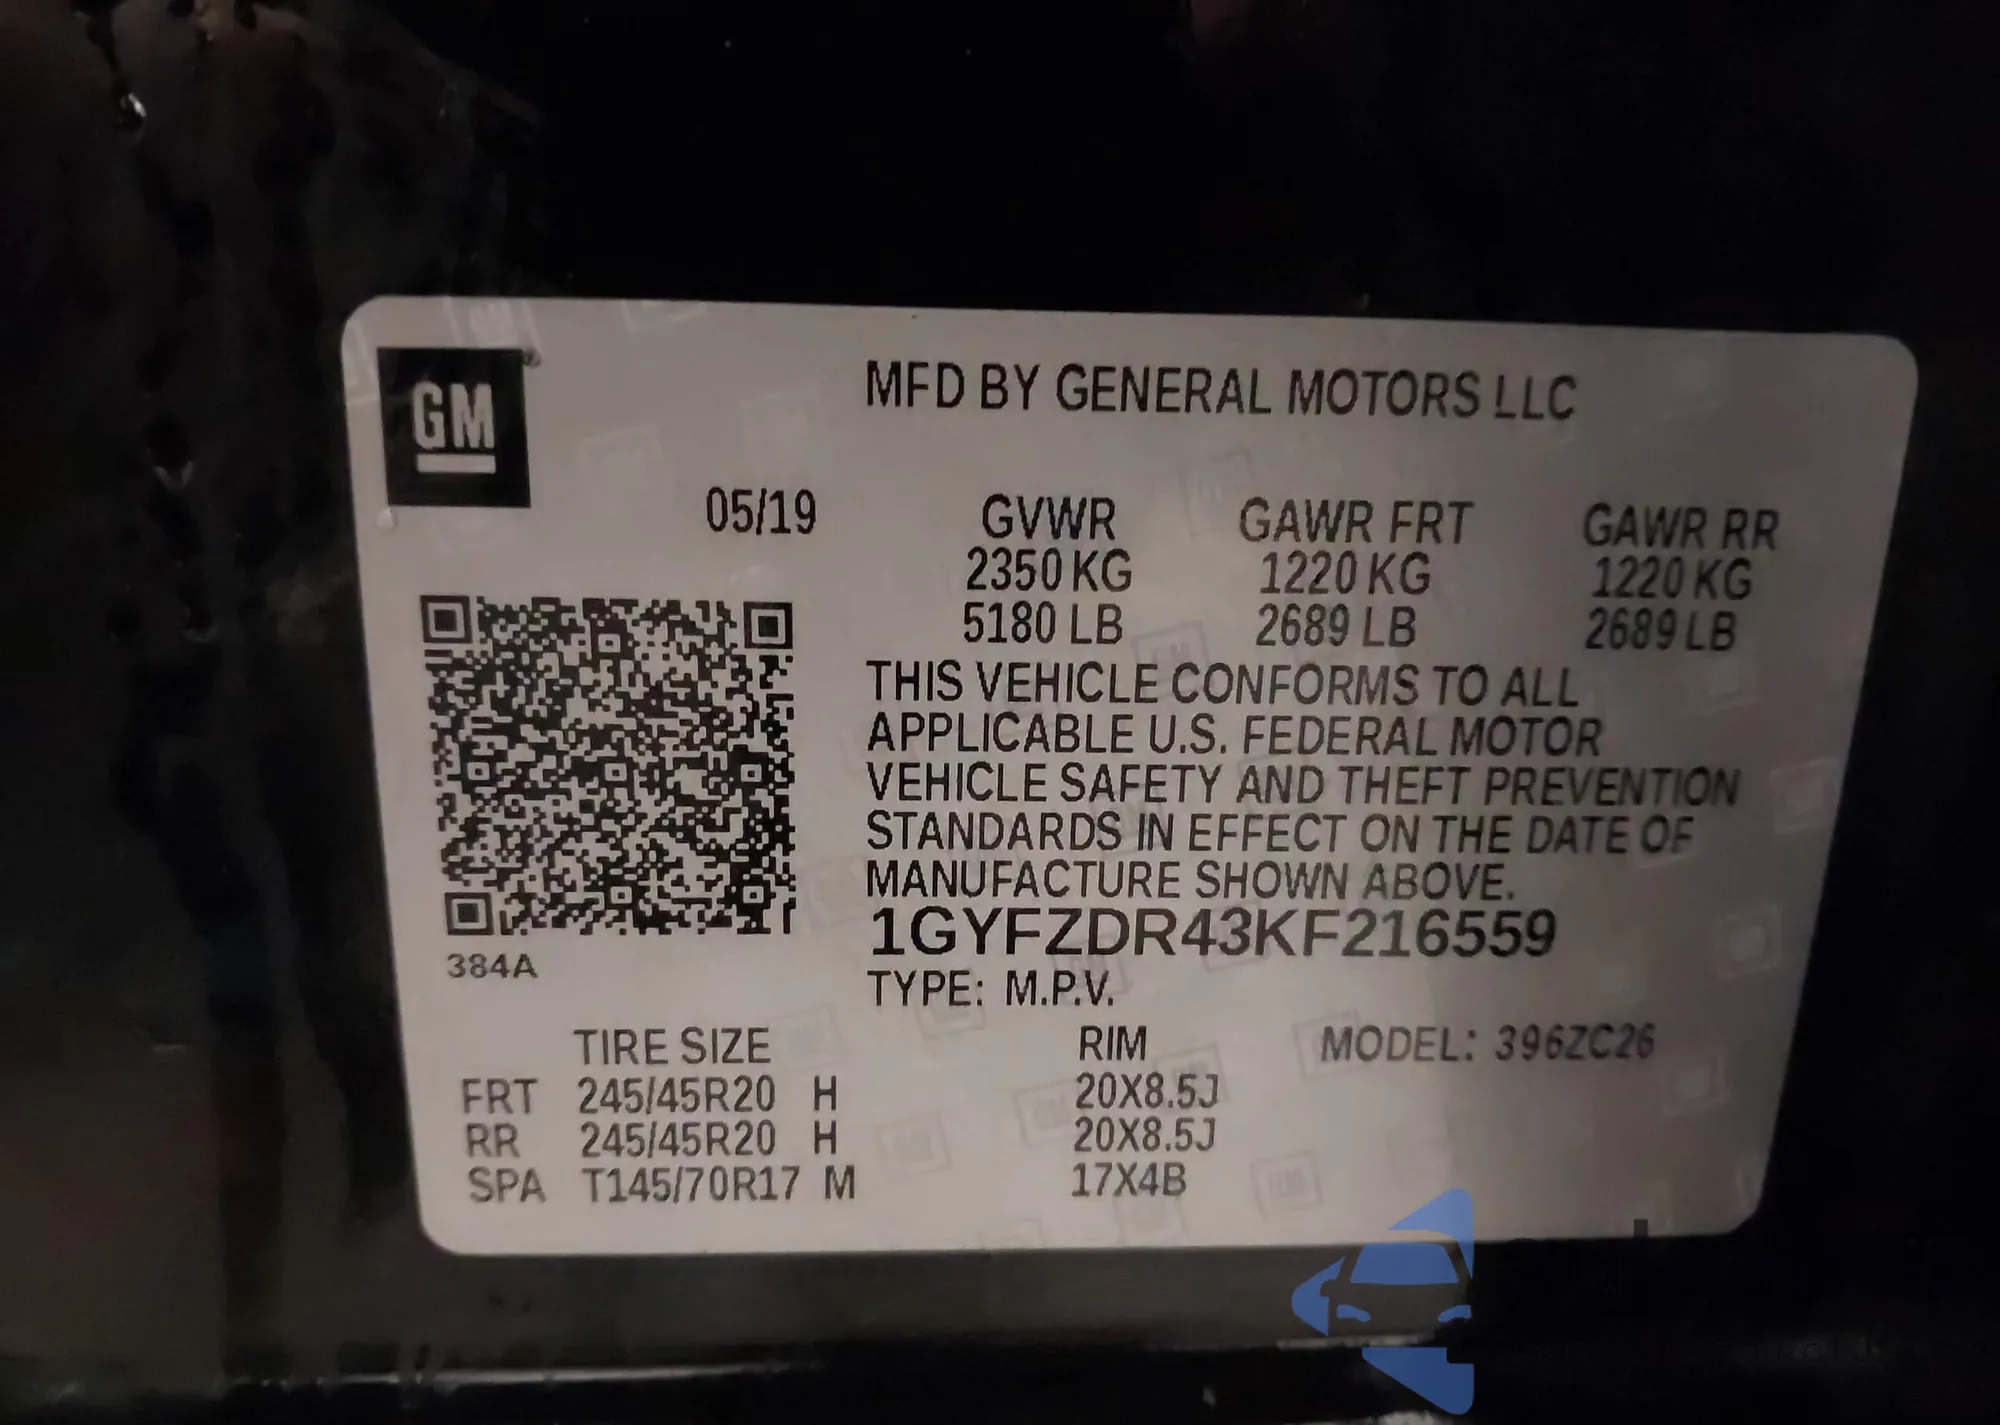 GM
MFD BY GENERAL MOTORS LLC
05/19 GVWR GAWR FRT GAWR RR
2350 KG 1220 KG 1220 KG
5180 LB 2689 LB 2689 LB
THIS VEHICLE CONFORMS TO ALL
APPLICABLE U.S. FEDERAL MOTOR
VEHICLE SAFETY AND THEFT PREVENTION
STANDARDS IN EFFECT ON THE DATE OF
MANUFACTURE SHOWN ABOVE.
1GYFZDR43KF216559
384A
TYPE: M.P.V.
TIRE SIZE RIM MODEL: 396ZC26
FRT 245/45R20 H 20X8.5J
RR 245/45R20 H 20X8.5J
SPA T145/70R17 M 17X4B